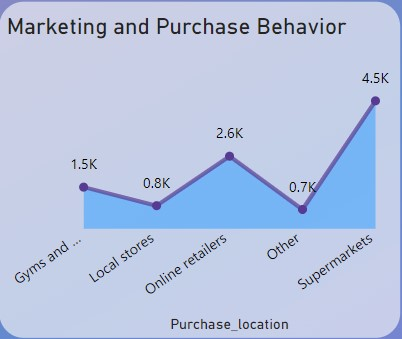 Marketing and Purchase Behavior
4.5K
2.6K
1.5K
0.8K
0.7K
Gyms and ...
Local stores
Online retailers
Other
Supermarkets
Purchase_location